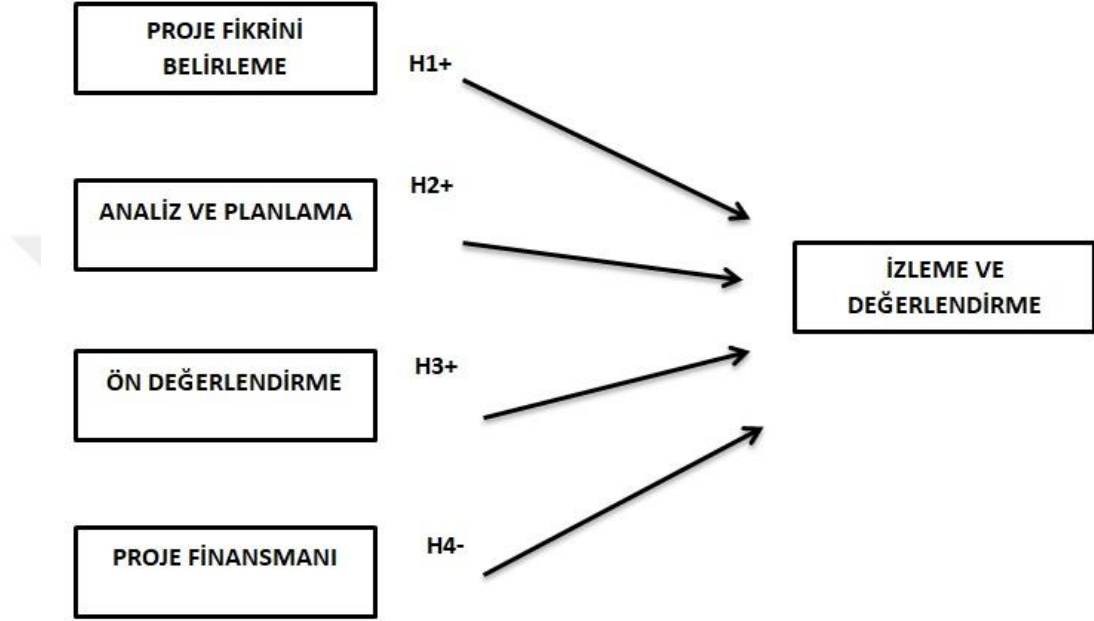 PROJE FİKRİNİ
BELİRLEME
H1+
ANALİZ VE PLANLAMA
H2+
İZLEME VE
DEĞERLENDİRME
ÖN DEĞERLENDİRME
H3+
PROJE FİNANSMANI
H4-